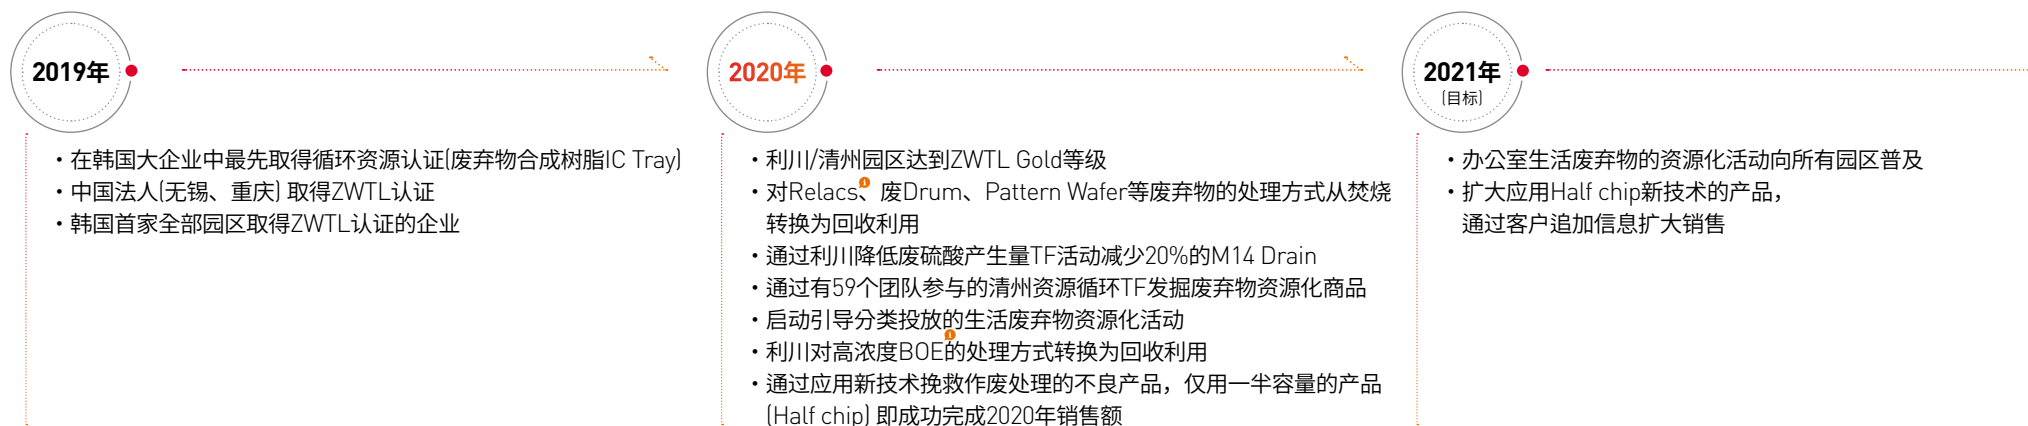 2019年
・在韩国大企业中最先取得循环资源认证(废弃物合成树脂IC Tray)
・中国法人(无锡、重庆) 取得ZWTL认证
・韩国首家全部园区取得ZWTL认证的企业
2020年
・利川/清州园区达到ZWTL Gold等级
・对Relacs、废Drum、Pattern Wafer等废弃物的处理方式从焚烧
转换为回收利用
・通过利川降低废硫酸产生量TF活动减少20%的M14 Drain
・通过有59个团队参与的清州资源循环TF发掘废弃物资源化商品
・启动引导分类投放的生活废弃物资源化活动
・利川对高浓度BOE的处理方式转换为回收利用
・通过应用新技术挽救作废处理的不良产品，仅用一半容量的产品
(Half chip) 即成功完成2020年销售额
2021年
(目标)
・办公室生活废弃物的资源化活动向所有园区普及
・扩大应用Half chip新技术的产品，
通过客户追加信息扩大销售